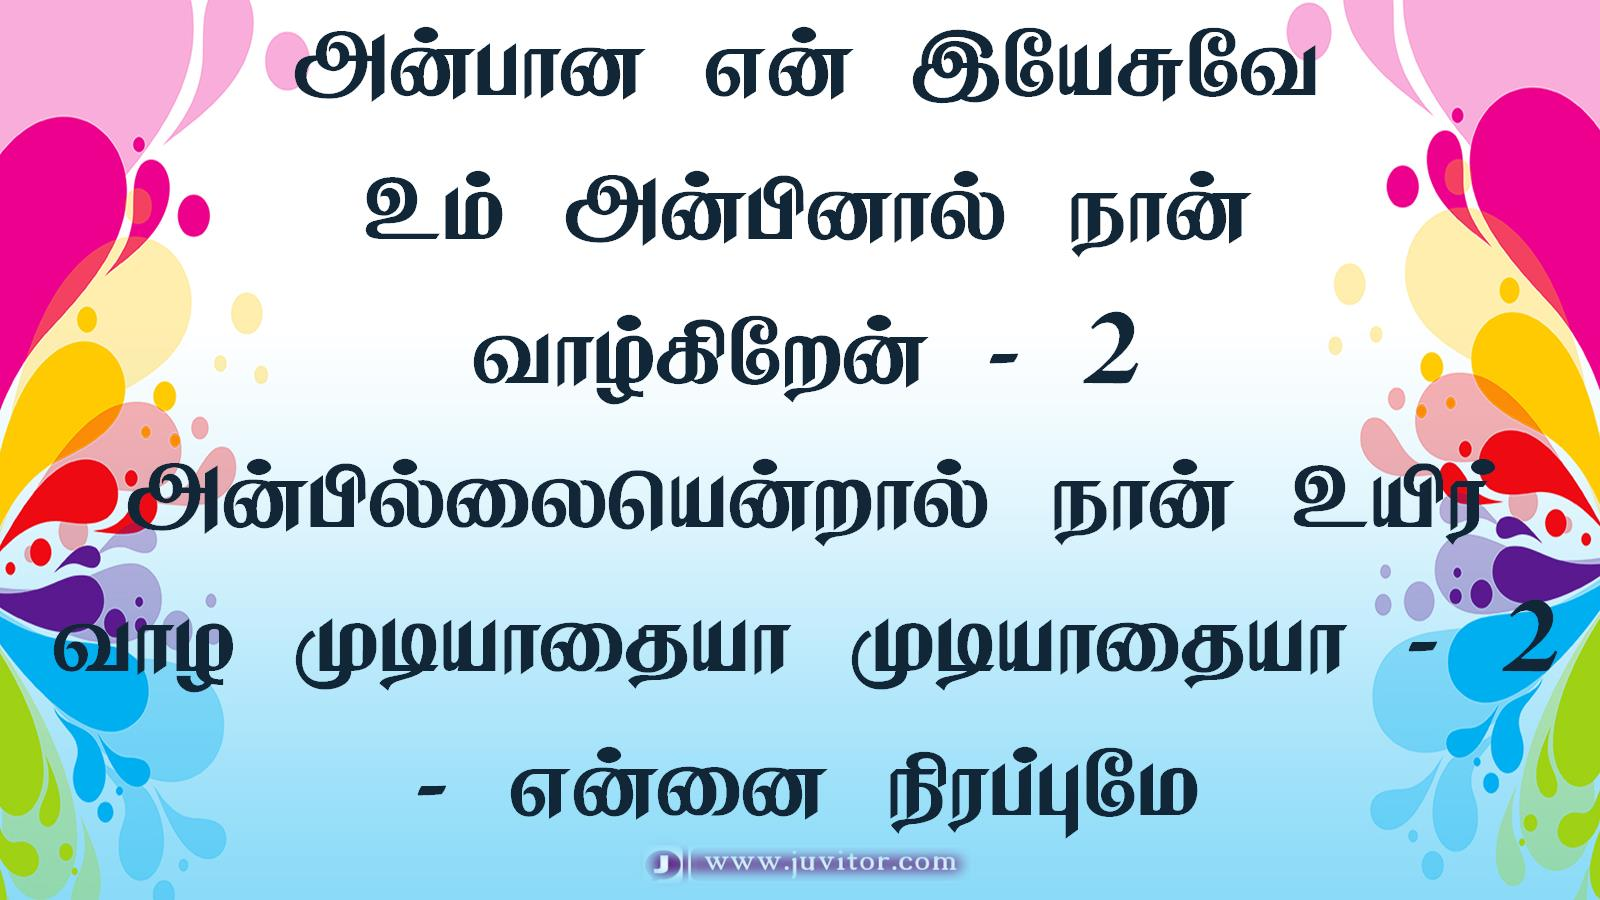 அன்பான என் இயேசுவே
உம் அன்பினால் நான்
வாழ்கிறேன் - 2
அன்பில்லையென்றால் நான் உயிர்
வாழ முடியாதையா முடியாதையா - 2
- என்னை நிரப்புமே
J | www.juvitor.com